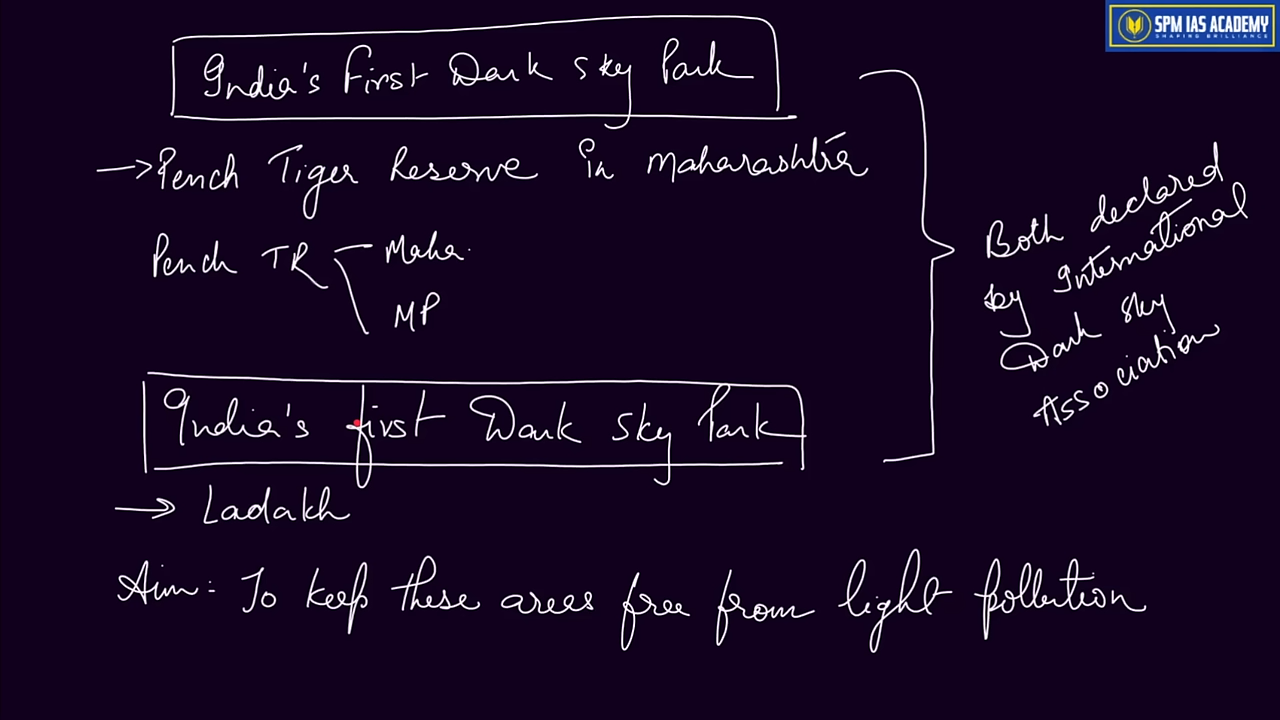 SPM IAS ACADEMY
SHAPING BRILLIANCE
India's First Dark Sky Park
→ Pench Tiger Reserve in Maharashtra
Pench TR
Maha.
MP
Both declared
by International
Dark Sky
Association
India's first Dark Sky Park
→ Ladakh
Aim: To keep these areas free from light pollution